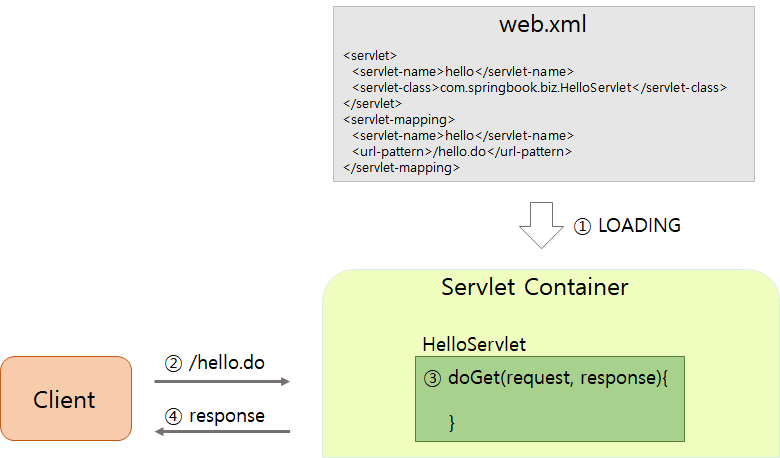 web.xml
<servlet>
<servlet-name>hello</servlet-name>
<servlet-class>com.springbook.biz.HelloServlet</servlet-class>
</servlet>
<servlet-mapping>
<servlet-name>hello</servlet-name>
<url-pattern>/hello.do</url-pattern>
</servlet-mapping>
① LOADING
Servlet Container
HelloServlet
② /hello.do
③ doGet(request, response){
}
Client
④ response